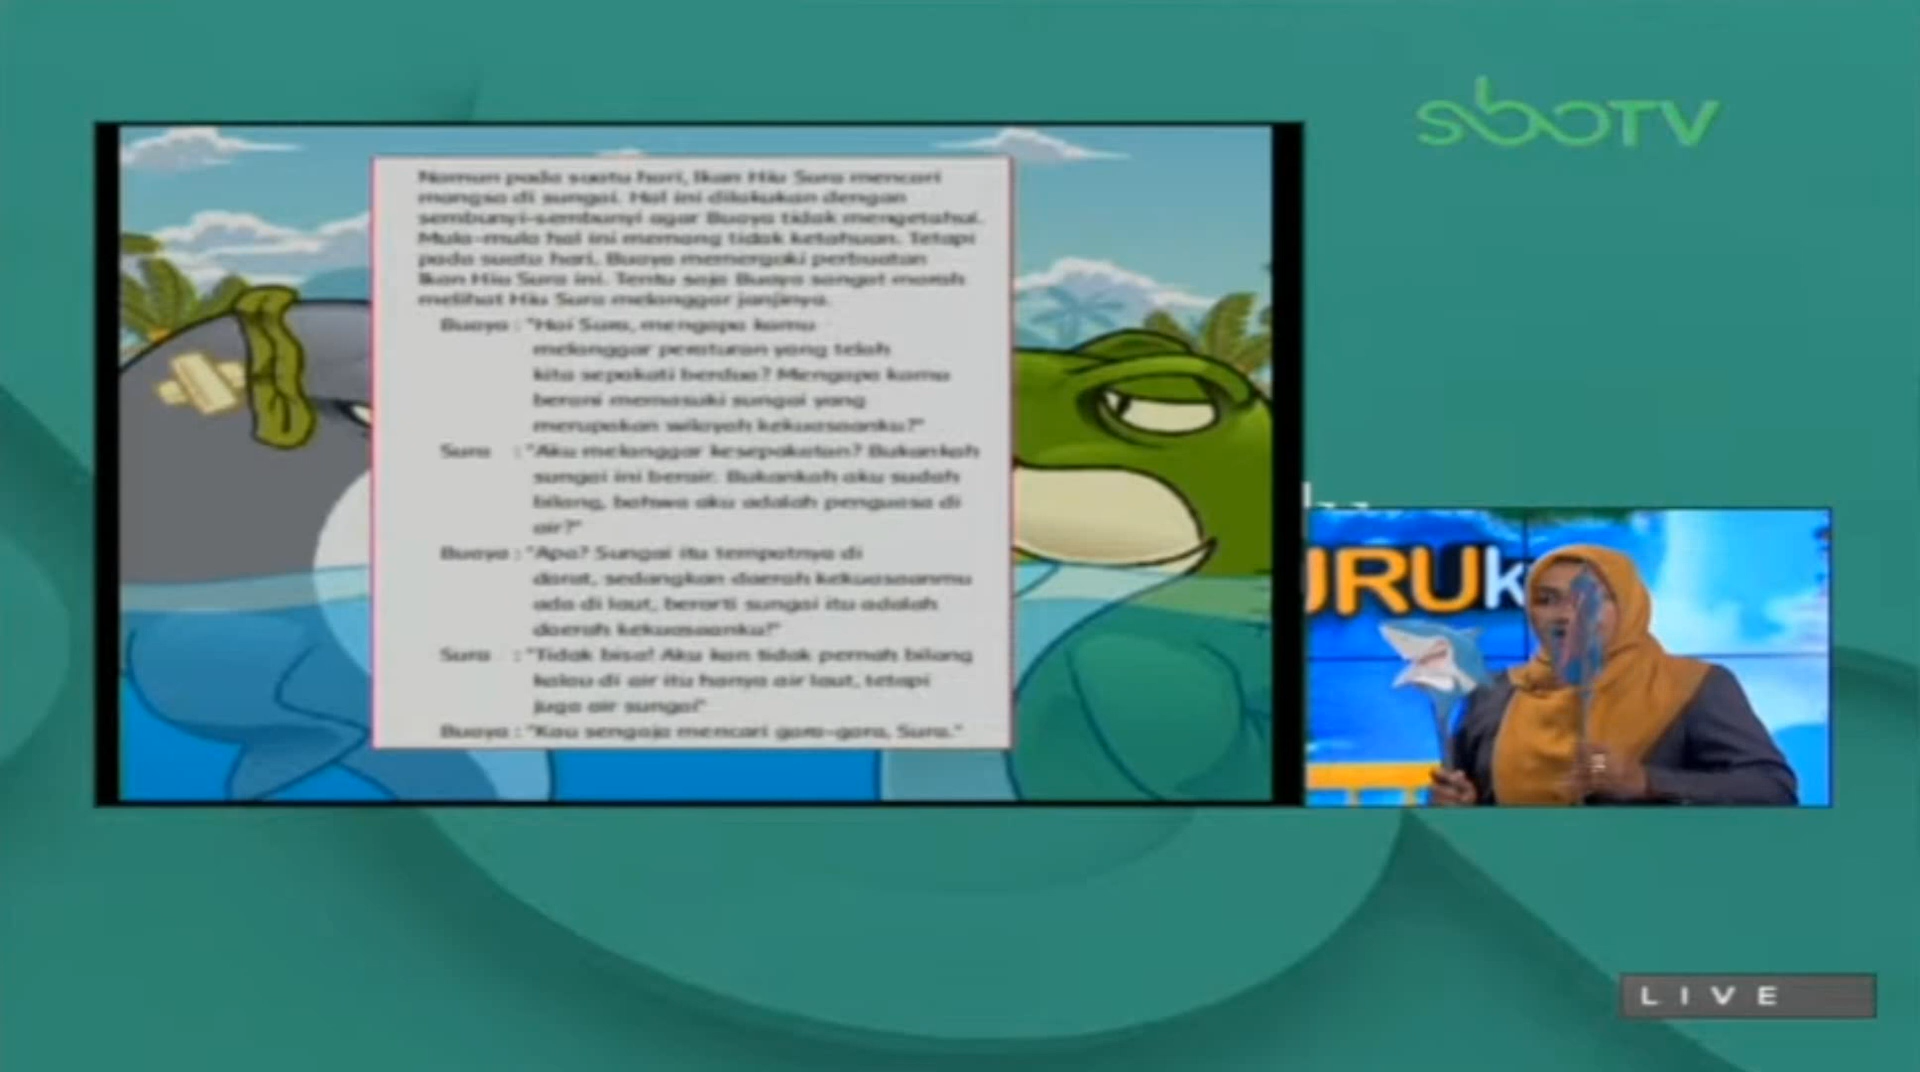 sboTV
Namun pada suatu hari, Ikan Hiu Sura mencari
mangsa di sungai. Hal ini dilakukan dengan
sembunyi-sembunyi agar Buaya tidak mengetahui.
Mula-mula hal ini memang tidak ketahuan. Tetapi
pada suatu hari, Buaya memergoki perbuatan
Ikan Hiu Sura ini. Tentu saja Buaya sangat marah
melihat Hiu Sura melanggar janjinya.
Buaya : "Hai Sura, mengapa kamu
melanggar peraturan yang telah
kita sepakati berdua? Mengapa kamu
berani memasuki sungai yang
merupakan wilayah kekuasaanku?"
Sura : "Aku melanggar kesepakatan? Bukankah
sungai ini berair. Bukankah aku sudah
bilang, bahwa aku adalah penguasa di
air?"
Buaya : "Apa? Sungai itu tempatnya di
darat, sedangkan daerah kekuasaanmu
ada di laut, berarti sungai itu adalah
daerah kekuasaanku!"
Sura : "Tidak bisa! Aku kan tidak pernah bilang
kalau di air itu hanya air laut, tetapi
juga air sungai"
Buaya : "Kau sengaja mencari gara-gara, Sura."
URUk
LIVE